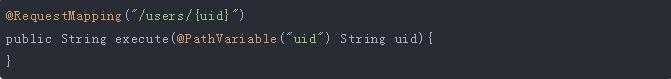 @RequestMapping("/users/{uid}")
public String execute(@PathVariable("uid") String uid){
}